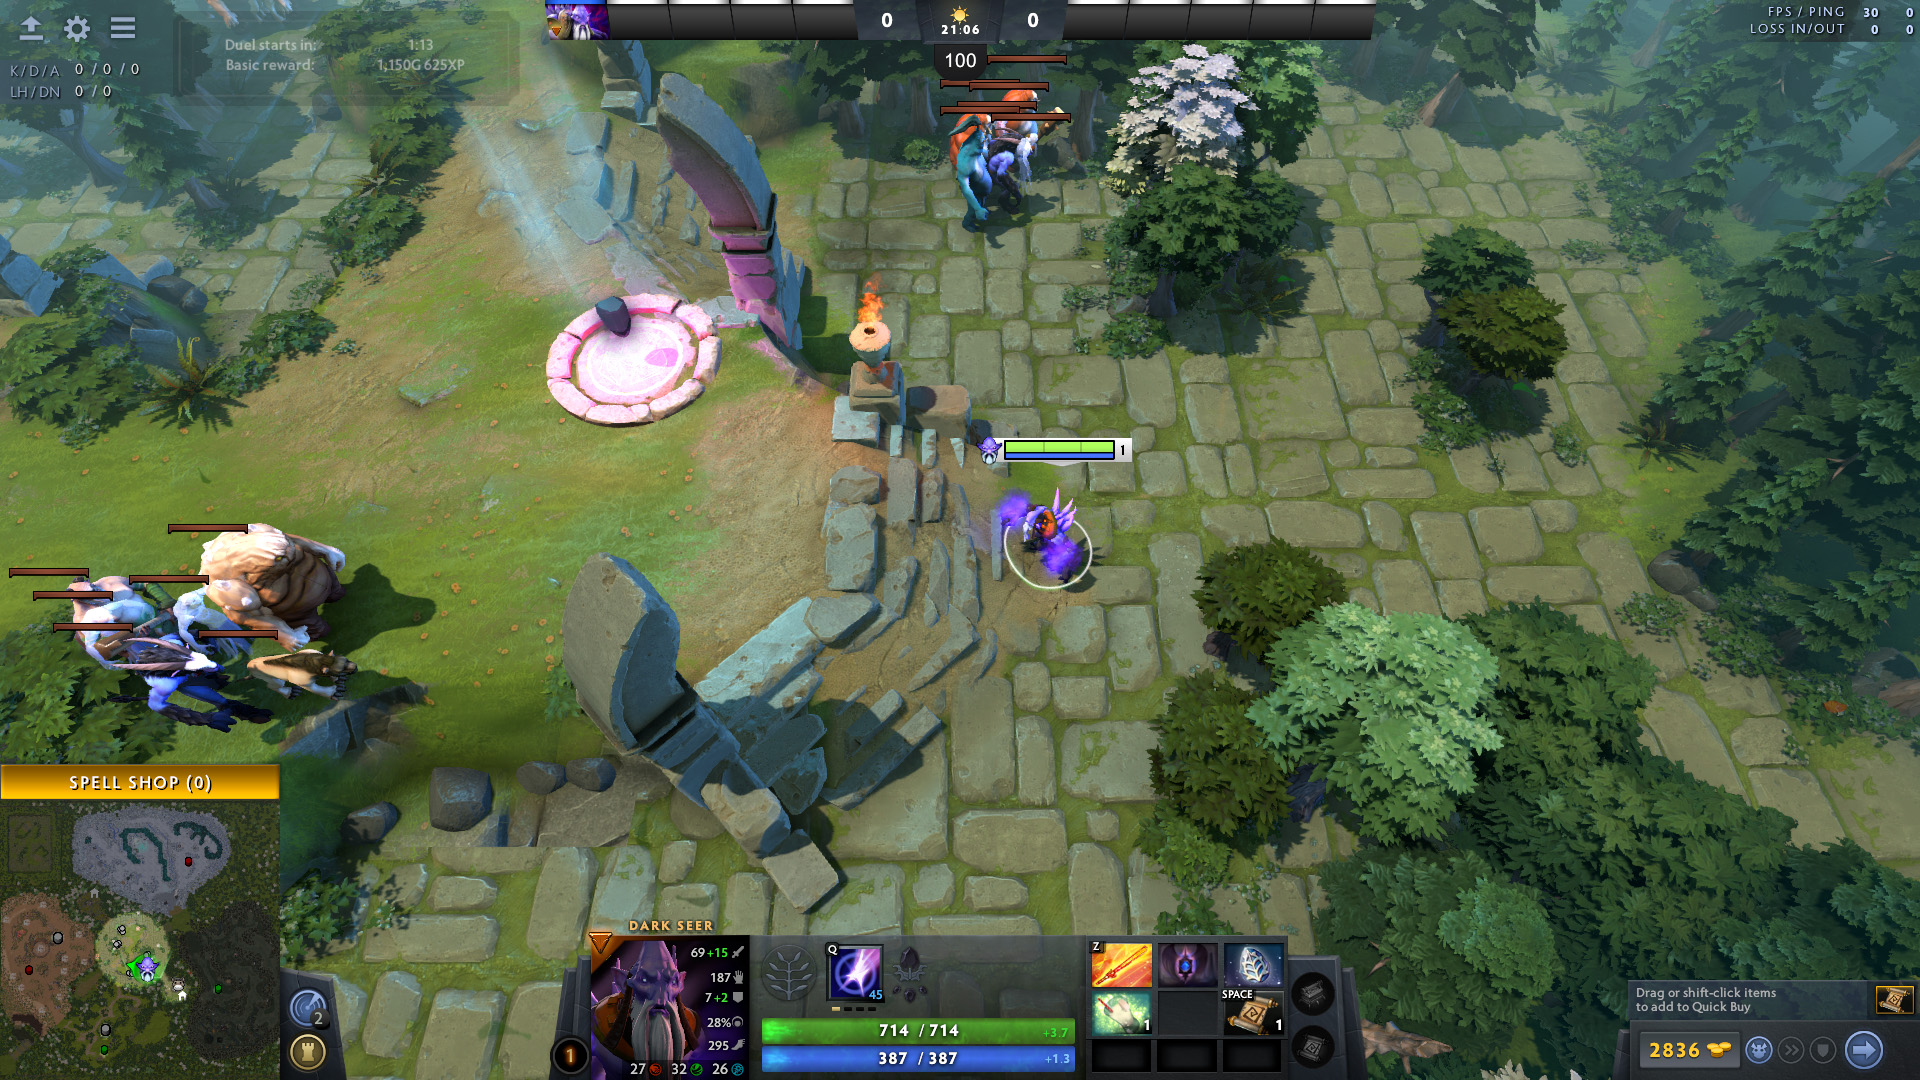 0
0
21:06
100
FPS / PING 30 0
LOSS IN/OUT 0 0
K/D/A 0 / 0 / 0
LH/DN 0 / 0
Duel starts in: 1:13
Basic reward: 1,150G 625XP
1
SPELL SHOP (0)
2
DARK SEER
69 +15
187
7 +2
28%
295
27 32 26
1
Q
45
714 / 714 +3.7
387 / 387 +1.3
Z
1
SPACE
1
Drag or shift-click items
to add to Quick Buy
2836